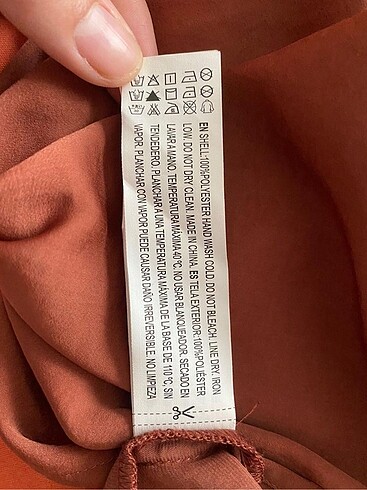 EN SHELL:100%POLYESTER HAND WASH COLD. DO NOT BLEACH. LINE DRY. IRON
LOW. DO NOT DRY CLEAN. MADE IN CHINA. ES TELA EXTERIOR:100%POLIÉSTER
LAVAR A MANO. TEMPERATURA MÁXIMA 40 ºC. NO USAR BLANQUEADOR. SECADO EN
TENDEDERO. PLANCHAR A UNA TEMPERATURA MÁXIMA DE LA BASE DE 110 ºC, SIN
VAPOR. PLANCHAR CON VAPOR PUEDE CAUSAR DAÑO IRREVERSIBLE. NO LIMPIEZA